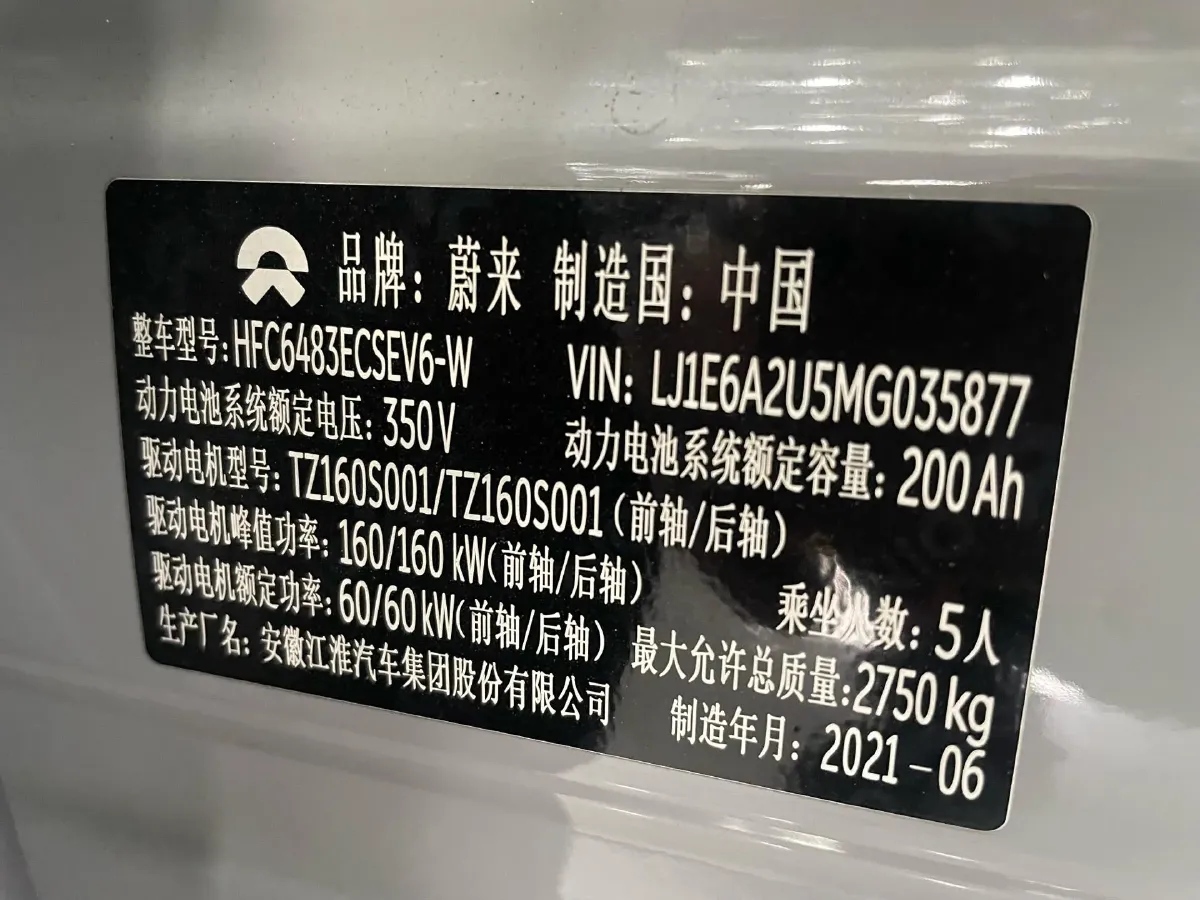 品牌：蔚来 制造国：中国
整车型号：HFC6483ECSEV6-W VIN：LJ1E6A2U5MG035877
动力电池系统额定电压：350V 动力电池系统额定容量：200Ah
驱动电机型号：TZ160S001/TZ160S001（前轴/后轴）
驱动电机峰值功率：160/160 kW（前轴/后轴） 乘坐人数：5人
驱动电机额定功率：60/60kW（前轴/后轴） 最大允许总质量：2750 kg
生产厂名：安徽江淮汽车集团股份有限公司 制造年月：2021-06